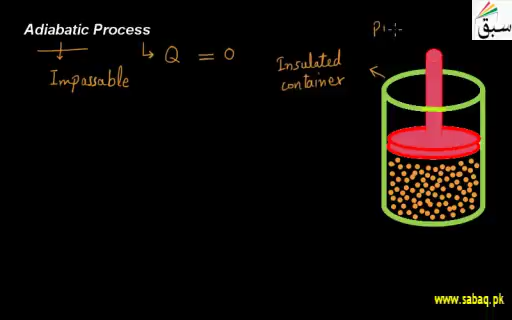 Adiabatic Process
Impassable
Q = 0
Insulated
container
سبق
www.sabaq.pk